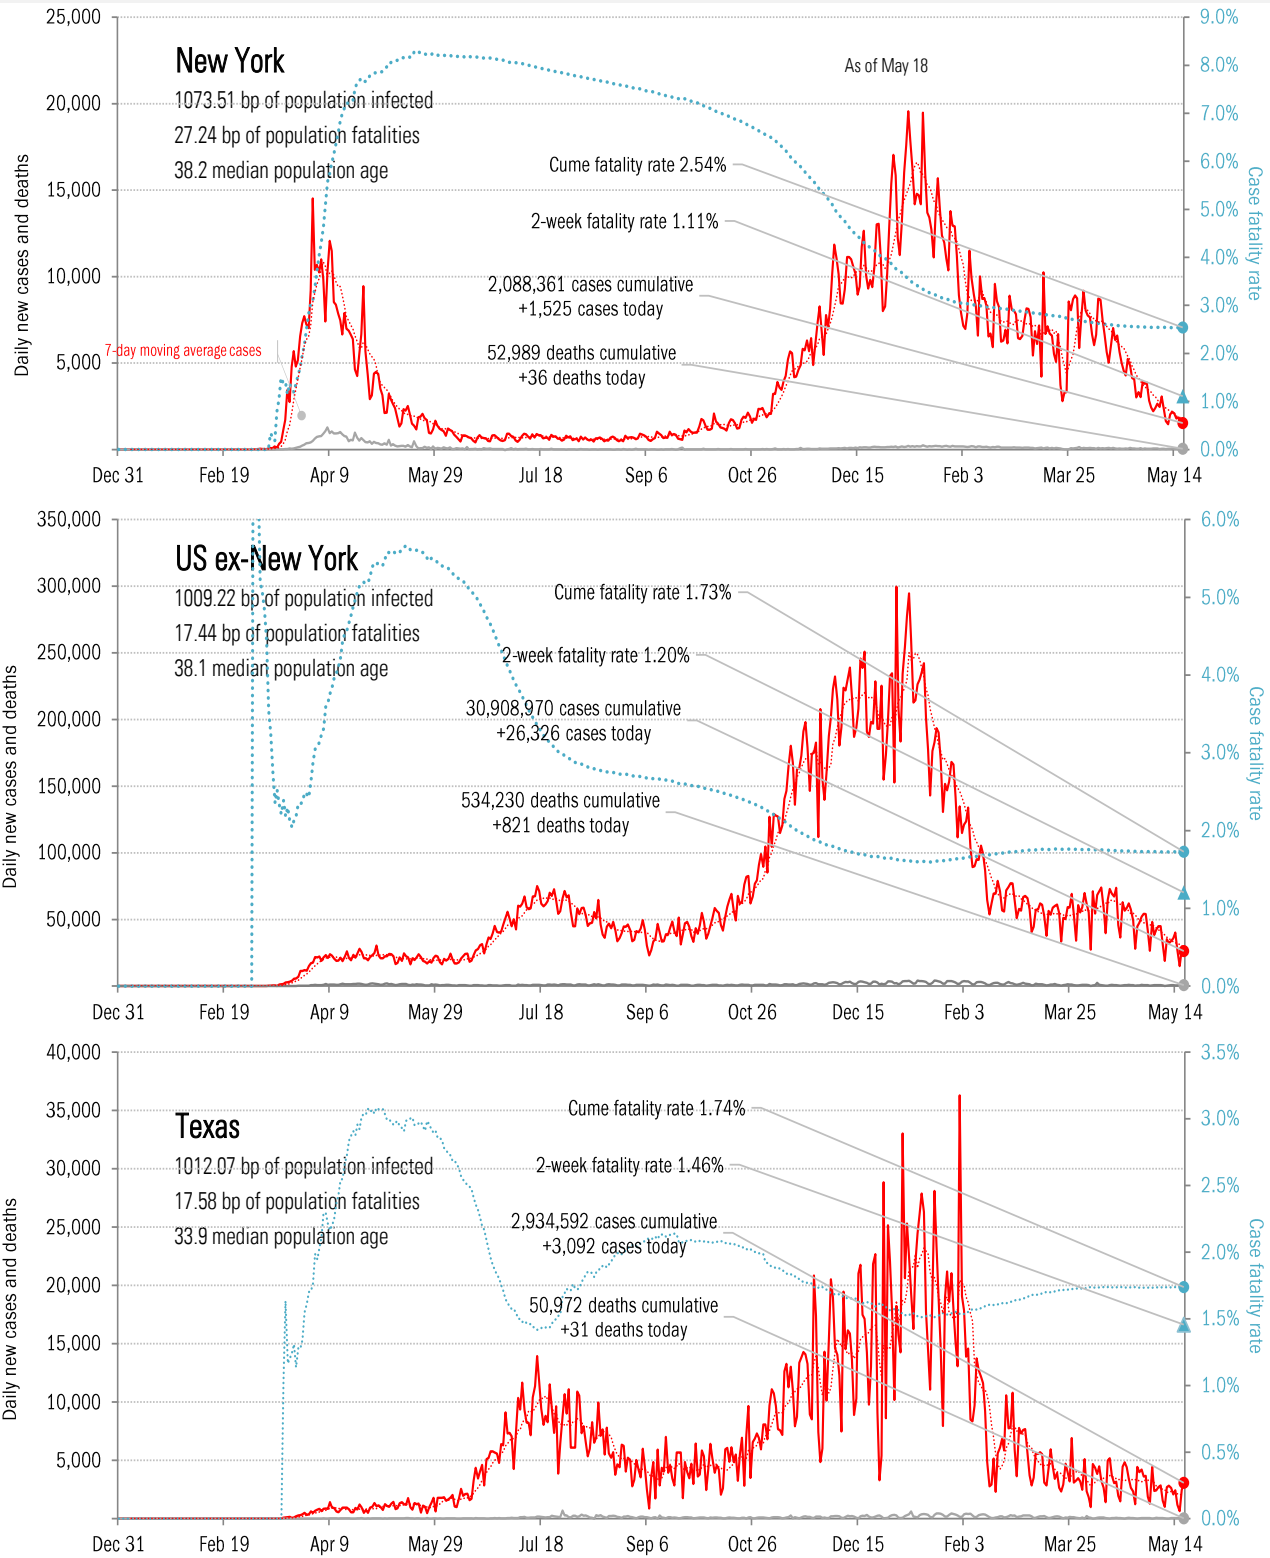 25,000
9.0%
New York
As of May 18
8.0%
1073.51 bp of population infected
20,000
7.0%
27.24 bp of population fatalities
38.2 median population age
Cume fatality rate 2.54%
6.0%
15,000
2-week fatality rate 1.11%
5.0%
Daily new cases and deaths
Case fatality rate
4.0%
10,000
2,088,361 cases cumulative
+1,525 cases today
3.0%
7-day moving average cases
52,989 deaths cumulative
+36 deaths today
5,000
2.0%
1.0%
0.0%
Dec 31 Feb 19 Apr 9 May 29 Jul 18 Sep 6 Oct 26 Dec 15 Feb 3 Mar 25 May 14
350,000
6.0%
US ex-New York
1009.22 bp of population infected
300,000
Cume fatality rate 1.73%
5.0%
17.44 bp of population fatalities
250,000
38.1 median population age
2-week fatality rate 1.20%
4.0%
Daily new cases and deaths
Case fatality rate
200,000
30,908,970 cases cumulative
+26,326 cases today
3.0%
150,000
534,230 deaths cumulative
+821 deaths today
2.0%
100,000
50,000
1.0%
0.0%
Dec 31 Feb 19 Apr 9 May 29 Jul 18 Sep 6 Oct 26 Dec 15 Feb 3 Mar 25 May 14
40,000
3.5%
35,000
Texas
Cume fatality rate 1.74%
3.0%
1012.07 bp of population infected
30,000
2-week fatality rate 1.46%
17.58 bp of population fatalities
2.5%
33.9 median population age
25,000
2,934,592 cases cumulative
+3,092 cases today
2.0%
Daily new cases and deaths
Case fatality rate
20,000
50,972 deaths cumulative
+31 deaths today
1.5%
15,000
1.0%
10,000
5,000
0.5%
0.0%
Dec 31 Feb 19 Apr 9 May 29 Jul 18 Sep 6 Oct 26 Dec 15 Feb 3 Mar 25 May 14